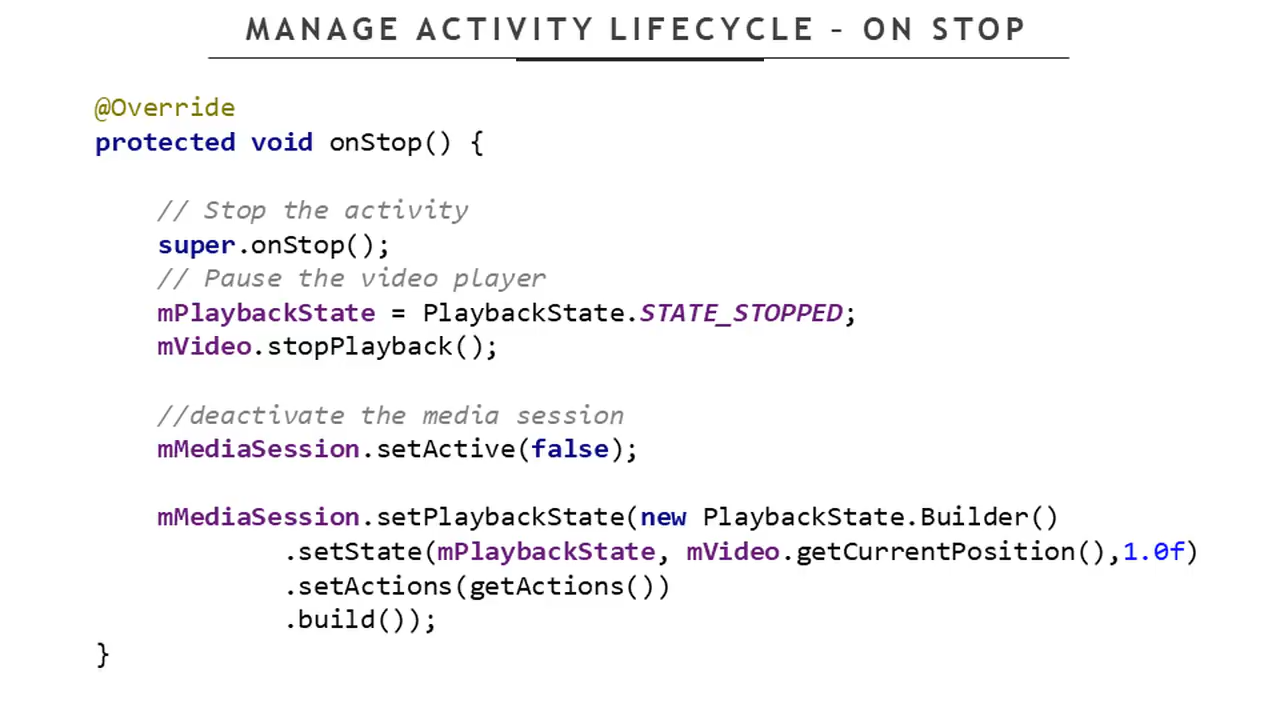 MANAGE ACTIVITY LIFECYCLE – ON STOP
@Override
protected void onStop() {
// Stop the activity
super.onStop();
// Pause the video player
mPlaybackState = PlaybackState.STATE_STOPPED;
mVideo.stopPlayback();
//deactivate the media session
mMediaSession.setActive(false);
mMediaSession.setPlaybackState(new PlaybackState.Builder()
.setState(mPlaybackState, mVideo.getCurrentPosition(),1.0f)
.setActions(getActions())
.build());
}